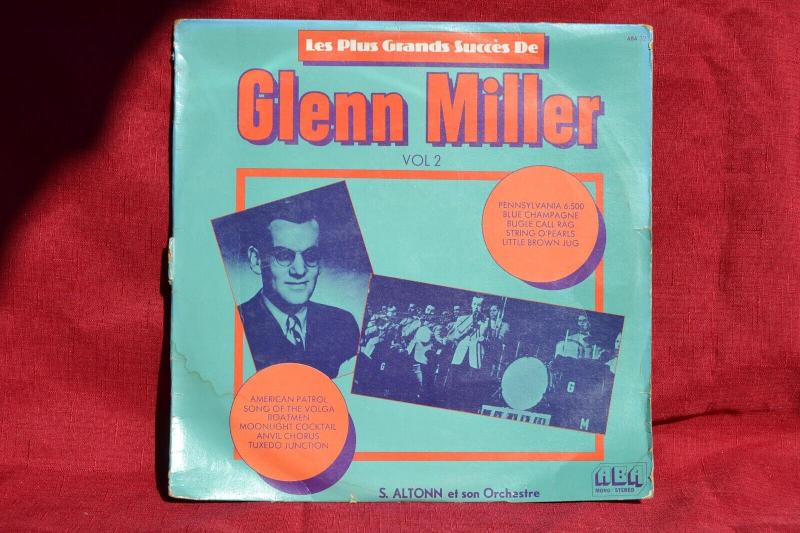 Les Plus Grands Succès De
ABA
Glenn Miller
VOL 2
PENNSYLVANIA 6.500
BLUE CHAMPAGNE
BUGLE CALL RAG
STRING O'PEARLS
LITTLE BROWN JUG
G
G
M
AMERICAN PATROL
SONG OF THE VOLGA
BOATMEN
MOONLIGHT COCKTAIL
ANVIL CHORUS
TUXEDO JUNCTION
S. ALTONN et son Orchestre
ABA
MONO - STEREO